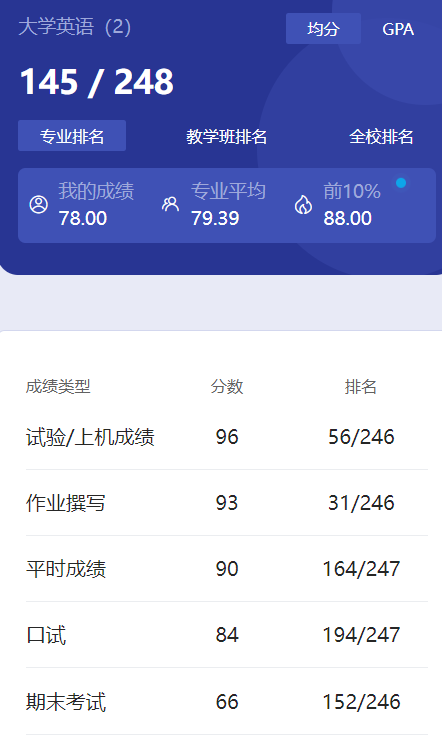 大学英语（2） 均分 GPA
145 / 248
专业排名 教学班排名 全校排名
我的成绩 专业平均 前10%
78.00 79.39 88.00
成绩类型 分数 排名
试验/上机成绩 96 56/246
作业撰写 93 31/246
平时成绩 90 164/247
口试 84 194/247
期末考试 66 152/246